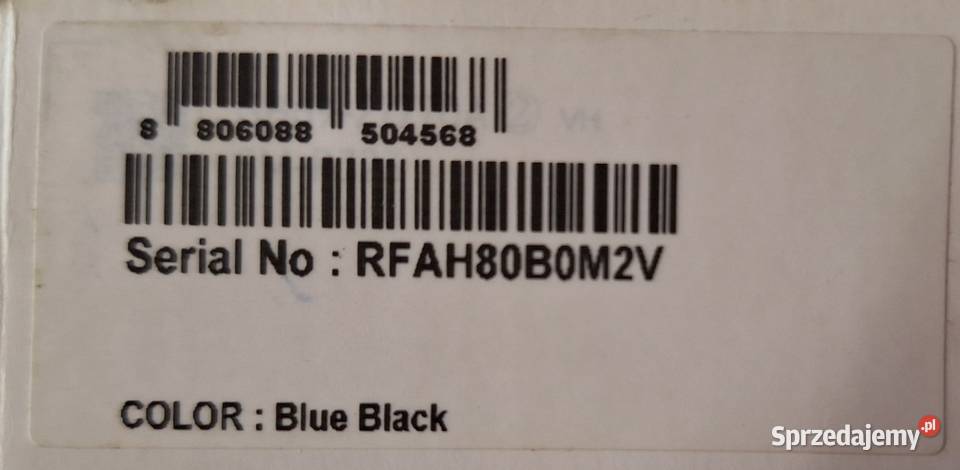 8 806088 504568
Serial No : RFAH80B0M2V
COLOR : Blue Black
Sprzedajemy.pl